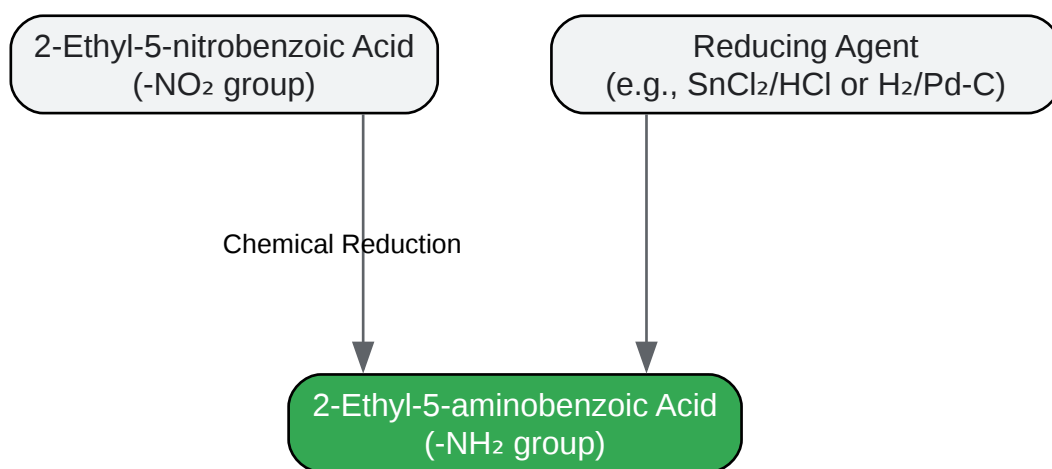 2-Ethyl-5-nitrobenzoic Acid
(-NO₂ group)
Reducing Agent
(e.g., SnCl₂/HCl or H₂/Pd-C)
Chemical Reduction
2-Ethyl-5-aminobenzoic Acid
(-NH₂ group)